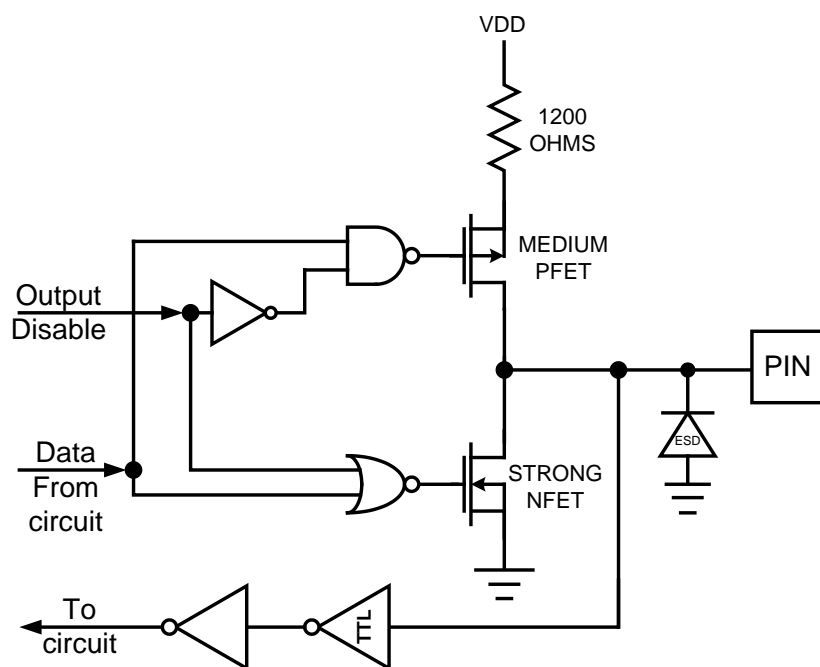 VDD
1200
OHMS
MEDIUM
PFET
Output
Disable
PIN
ESD
Data
From
circuit
STRONG
NFET
To
circuit
TTL